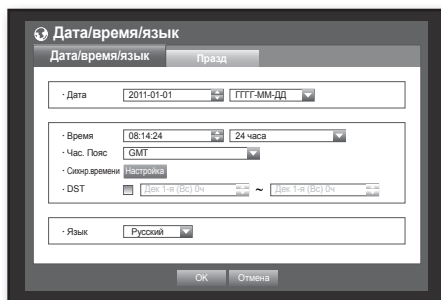 Дата/время/язык
Дата/время/язык Празд
· Дата 2011-01-01 ГГГГ-ММ-ДД
· Время 08:14:24 24 часа
· Час. Пояс GMT
· Сихнр.времени Настройка
· DST Дек 1-я (Вс) 0ч ~ Дек 1-я (Вс) 0ч
· Язык Русский
OK Отмена